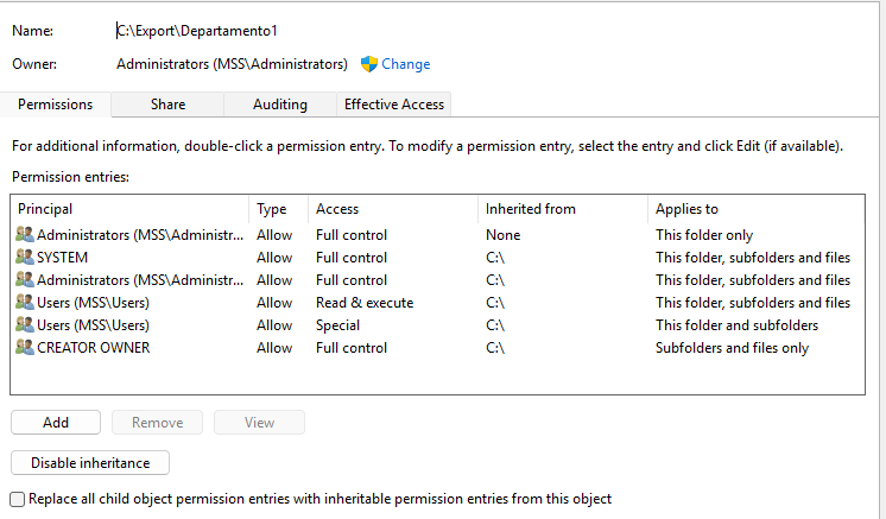 Name: C:\Export\Departamento1
Owner: Administrators (MSS\Administrators) Change
Permissions Share Auditing Effective Access
For additional information, double-click a permission entry. To modify a permission entry, select the entry and click Edit (if available).
Permission entries:
Principal Type Access Inherited from Applies to
Administrators (MSS\Administr... Allow Full control None This folder only
SYSTEM Allow Full control C:\ This folder, subfolders and files
Administrators (MSS\Administr... Allow Full control C:\ This folder, subfolders and files
Users (MSS\Users) Allow Read & execute C:\ This folder, subfolders and files
Users (MSS\Users) Allow Special C:\ This folder and subfolders
CREATOR OWNER Allow Full control C:\ Subfolders and files only
Add Remove View
Disable inheritance
Replace all child object permission entries with inheritable permission entries from this object